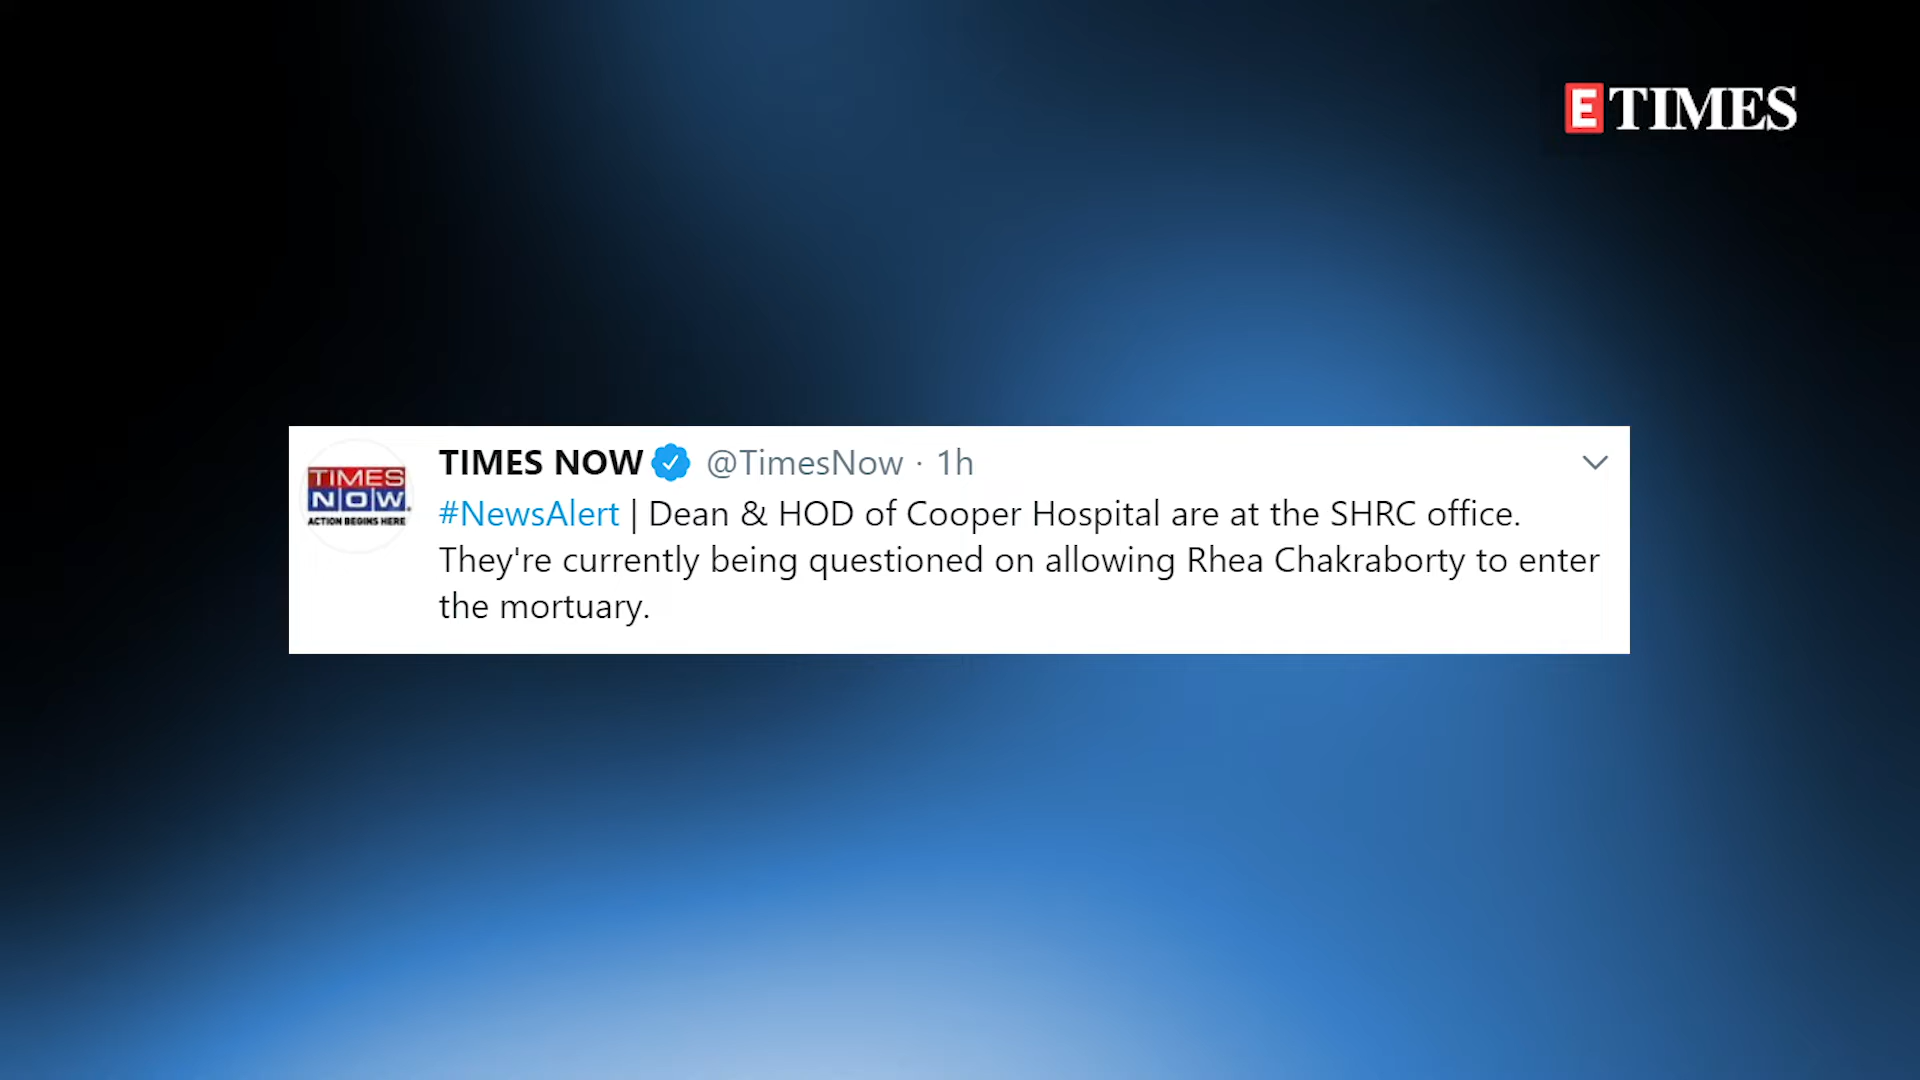 E TIMES
TIMES NOW @TimesNow · 1h
TIMES
NOW
ACTION BEGINS HERE
#NewsAlert | Dean & HOD of Cooper Hospital are at the SHRC office.
They're currently being questioned on allowing Rhea Chakraborty to enter
the mortuary.